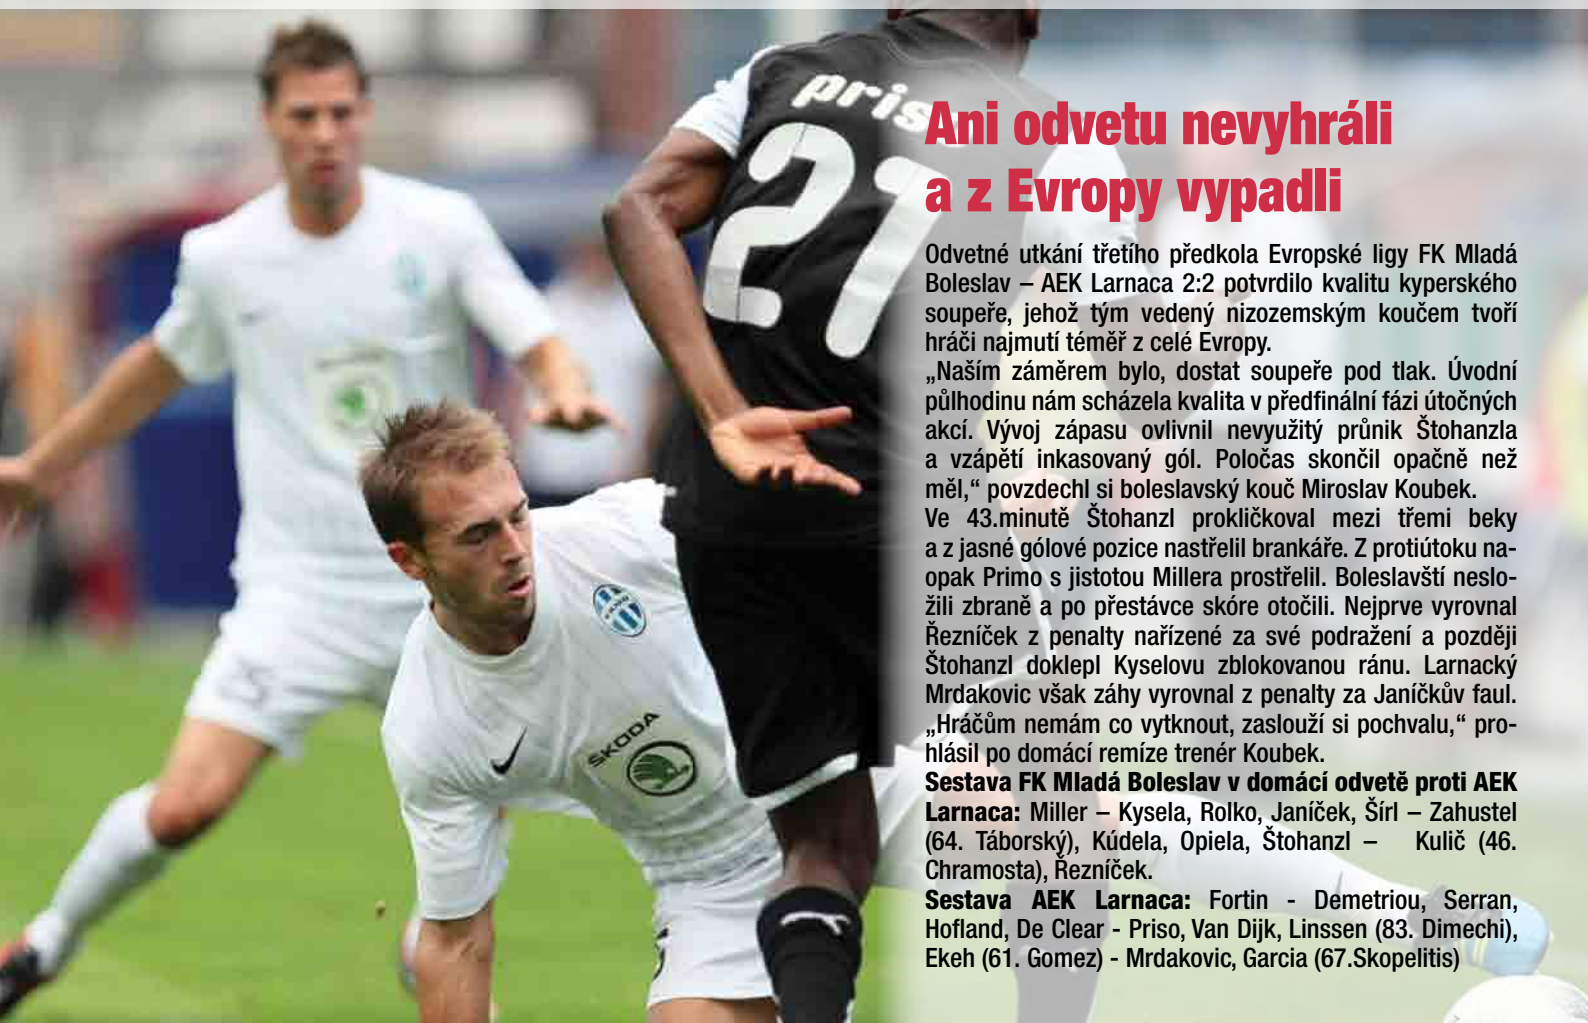 pris
21
ŠKODA
Ani odvetu nevyhráli
a z Evropy vypadli
Odvetné utkání třetího předkola Evropské ligy FK Mladá
Boleslav – AEK Larnaca 2:2 potvrdilo kvalitu kyperského
soupeře, jehož tým vedený nizozemským koučem tvoří
hráči najmutí téměř z celé Evropy.
„Naším záměrem bylo, dostat soupeře pod tlak. Úvodní
půlhodinu nám scházela kvalita v předfinální fázi útočných
akcí. Vývoj zápasu ovlivnil nevyužitý průnik Štohanzla
a vzápětí inkasovaný gól. Poločas skončil opačně než
měl,“ povzdechl si boleslavský kouč Miroslav Koubek.
Ve 43.minutě Štohanzl prokličkoval mezi třemi beky
a z jasné gólové pozice nastřelil brankáře. Z protiútoku na-
opak Primo s jistotou Millera prostřelil. Boleslavští neslo-
žili zbraně a po přestávce skóre otočili. Nejprve vyrovnal
Řezníček z penalty nařízené za své podražení a později
Štohanzl doklepl Kyselovu zblokovanou ránu. Larnacký
Mrdakovic však záhy vyrovnal z penalty za Janíčkův faul.
„Hráčům nemám co vytknout, zaslouží si pochvalu,“ pro-
hlásil po domácí remíze trenér Koubek.
Sestava FK Mladá Boleslav v domácí odvetě proti AEK
Larnaca: Miller – Kysela, Rolko, Janíček, Šírl – Zahustel
(64. Táborský), Kúdela, Opiela, Štohanzl – Kulič (46.
Chramosta), Řezníček.
Sestava AEK Larnaca: Fortin - Demetriou, Serran,
Hofland, De Clear - Priso, Van Dijk, Linssen (83. Dimechi),
Ekeh (61. Gomez) - Mrdakovic, Garcia (67.Skopelitis)